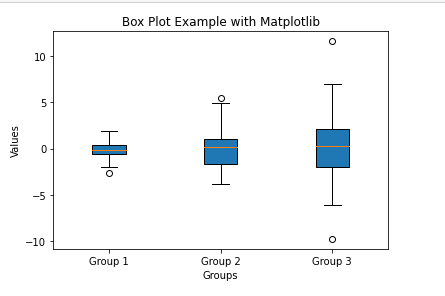 Box Plot Example with Matplotlib
10
5
0
−5
−10
Values
Group 1 Group 2 Group 3
Groups